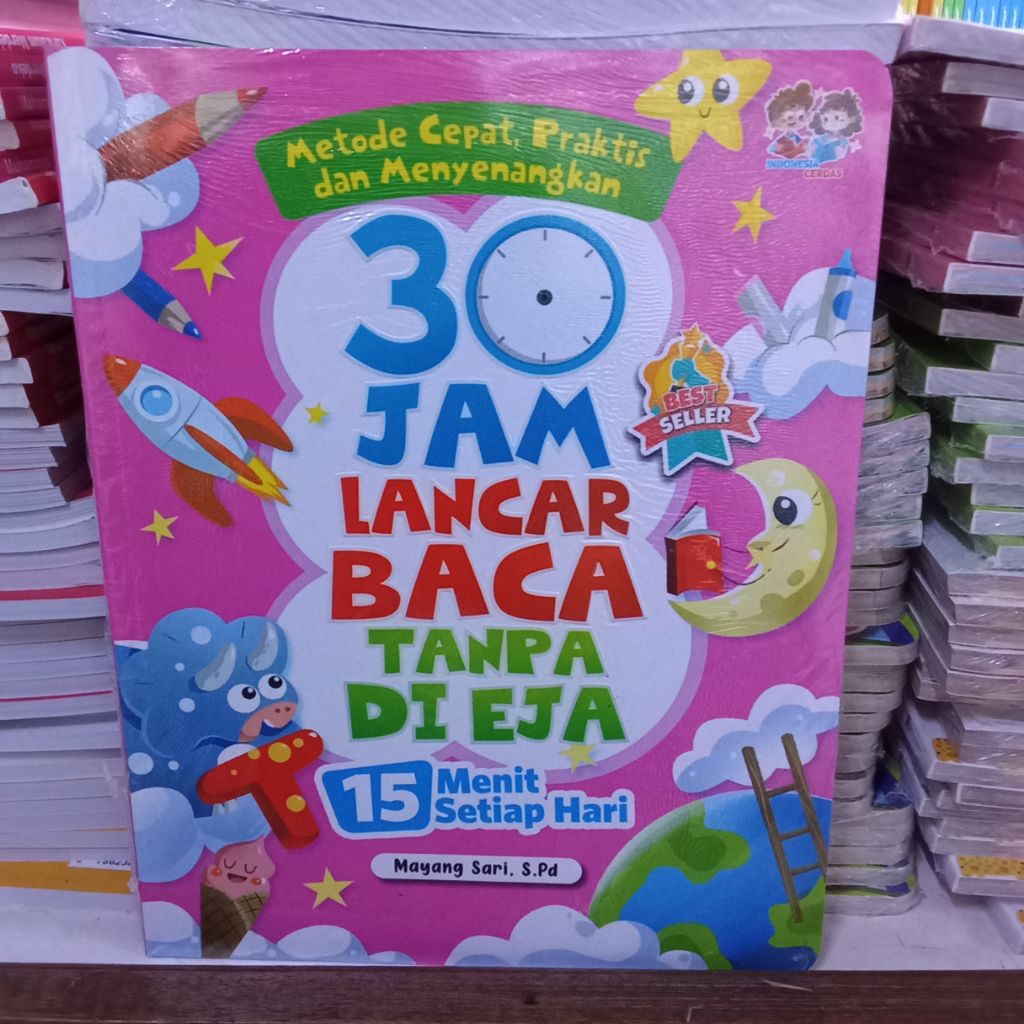 Metode Cepat, Praktis
dan Menyenangkan
INDONESIA
CERDAS
30
JAM
LANCAR
BACA
TANPA
DI EJA
BEST
SELLER
T
15 Menit
Setiap Hari
Mayang Sari, S.Pd